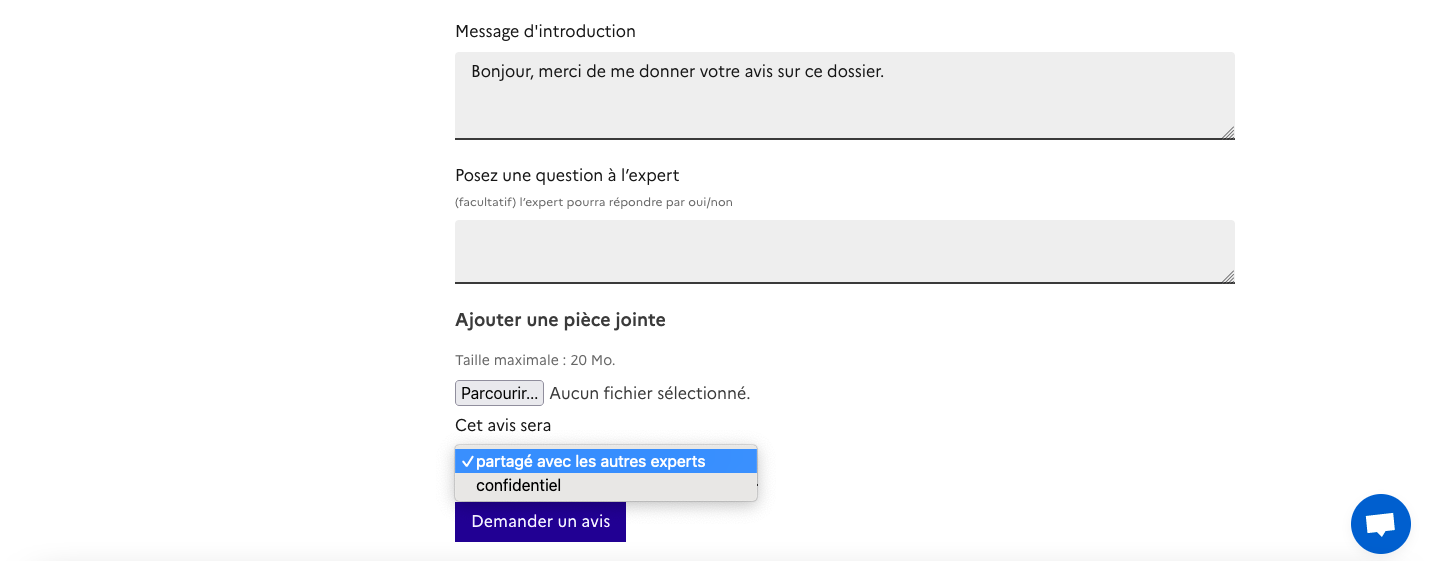 Message d'introduction
Bonjour, merci de me donner votre avis sur ce dossier.
Posez une question à l’expert
(facultatif) l’expert pourra répondre par oui/non
Ajouter une pièce jointe
Taille maximale : 20 Mo.
Parcourir... Aucun fichier sélectionné.
Cet avis sera
✓ partagé avec les autres experts
confidentiel
Demander un avis